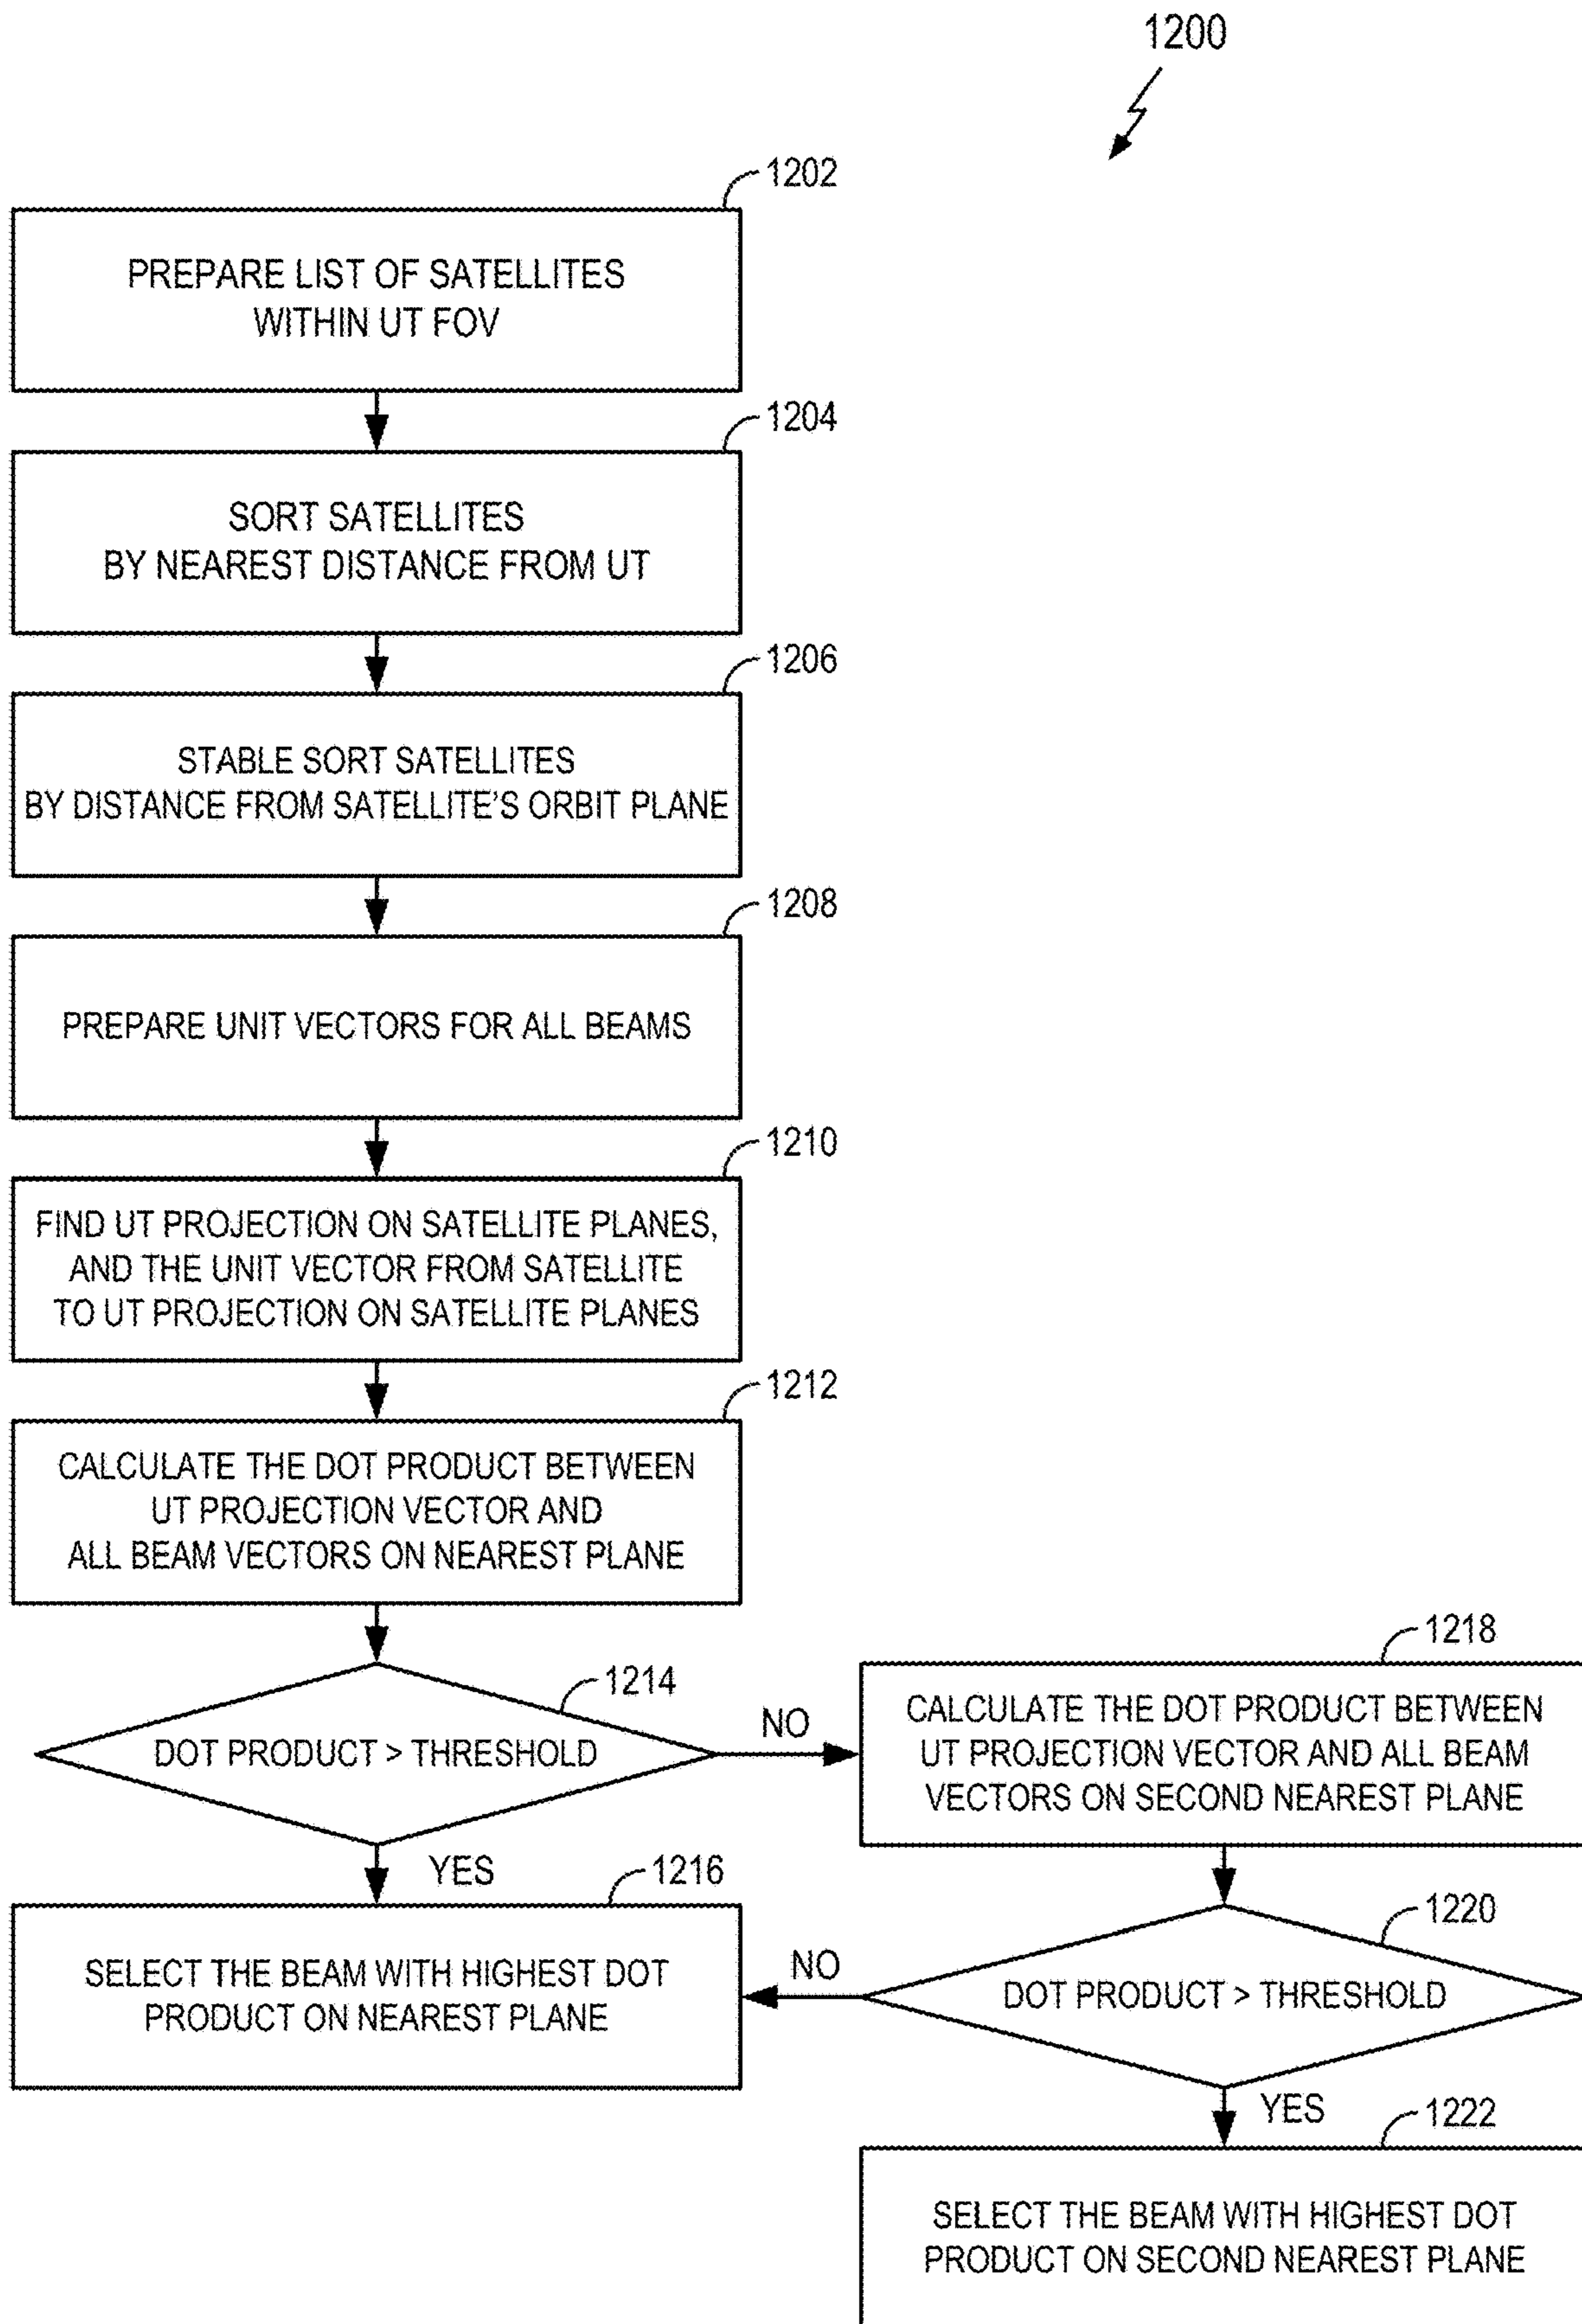 1200
1202
PREPARE LIST OF SATELLITES
WITHIN UT FOV
1204
SORT SATELLITES
BY NEAREST DISTANCE FROM UT
1206
STABLE SORT SATELLITES
BY DISTANCE FROM SATELLITE'S ORBIT PLANE
1208
PREPARE UNIT VECTORS FOR ALL BEAMS
1210
FIND UT PROJECTION ON SATELLITE PLANES,
AND THE UNIT VECTOR FROM SATELLITE
TO UT PROJECTION ON SATELLITE PLANES
1212
CALCULATE THE DOT PRODUCT BETWEEN
UT PROJECTION VECTOR AND
ALL BEAM VECTORS ON NEAREST PLANE
1214
DOT PRODUCT > THRESHOLD
NO
YES
1218
CALCULATE THE DOT PRODUCT BETWEEN
UT PROJECTION VECTOR AND ALL BEAM
VECTORS ON SECOND NEAREST PLANE
1216
SELECT THE BEAM WITH HIGHEST DOT
PRODUCT ON NEAREST PLANE
1220
NO
DOT PRODUCT > THRESHOLD
YES
1222
SELECT THE BEAM WITH HIGHEST DOT
PRODUCT ON SECOND NEAREST PLANE